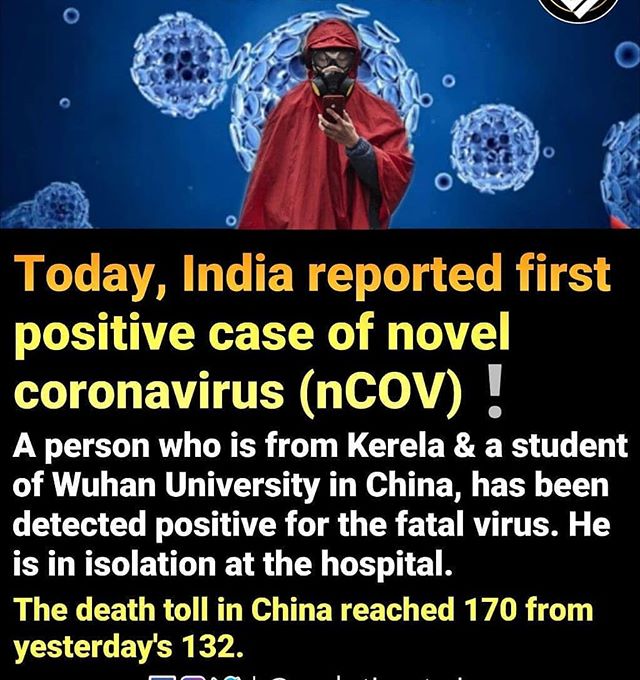 Today, India reported first
positive case of novel
coronavirus (nCOV) ❕
A person who is from Kerela & a student
of Wuhan University in China, has been
detected positive for the fatal virus. He
is in isolation at the hospital.
The death toll in China reached 170 from
yesterday's 132.